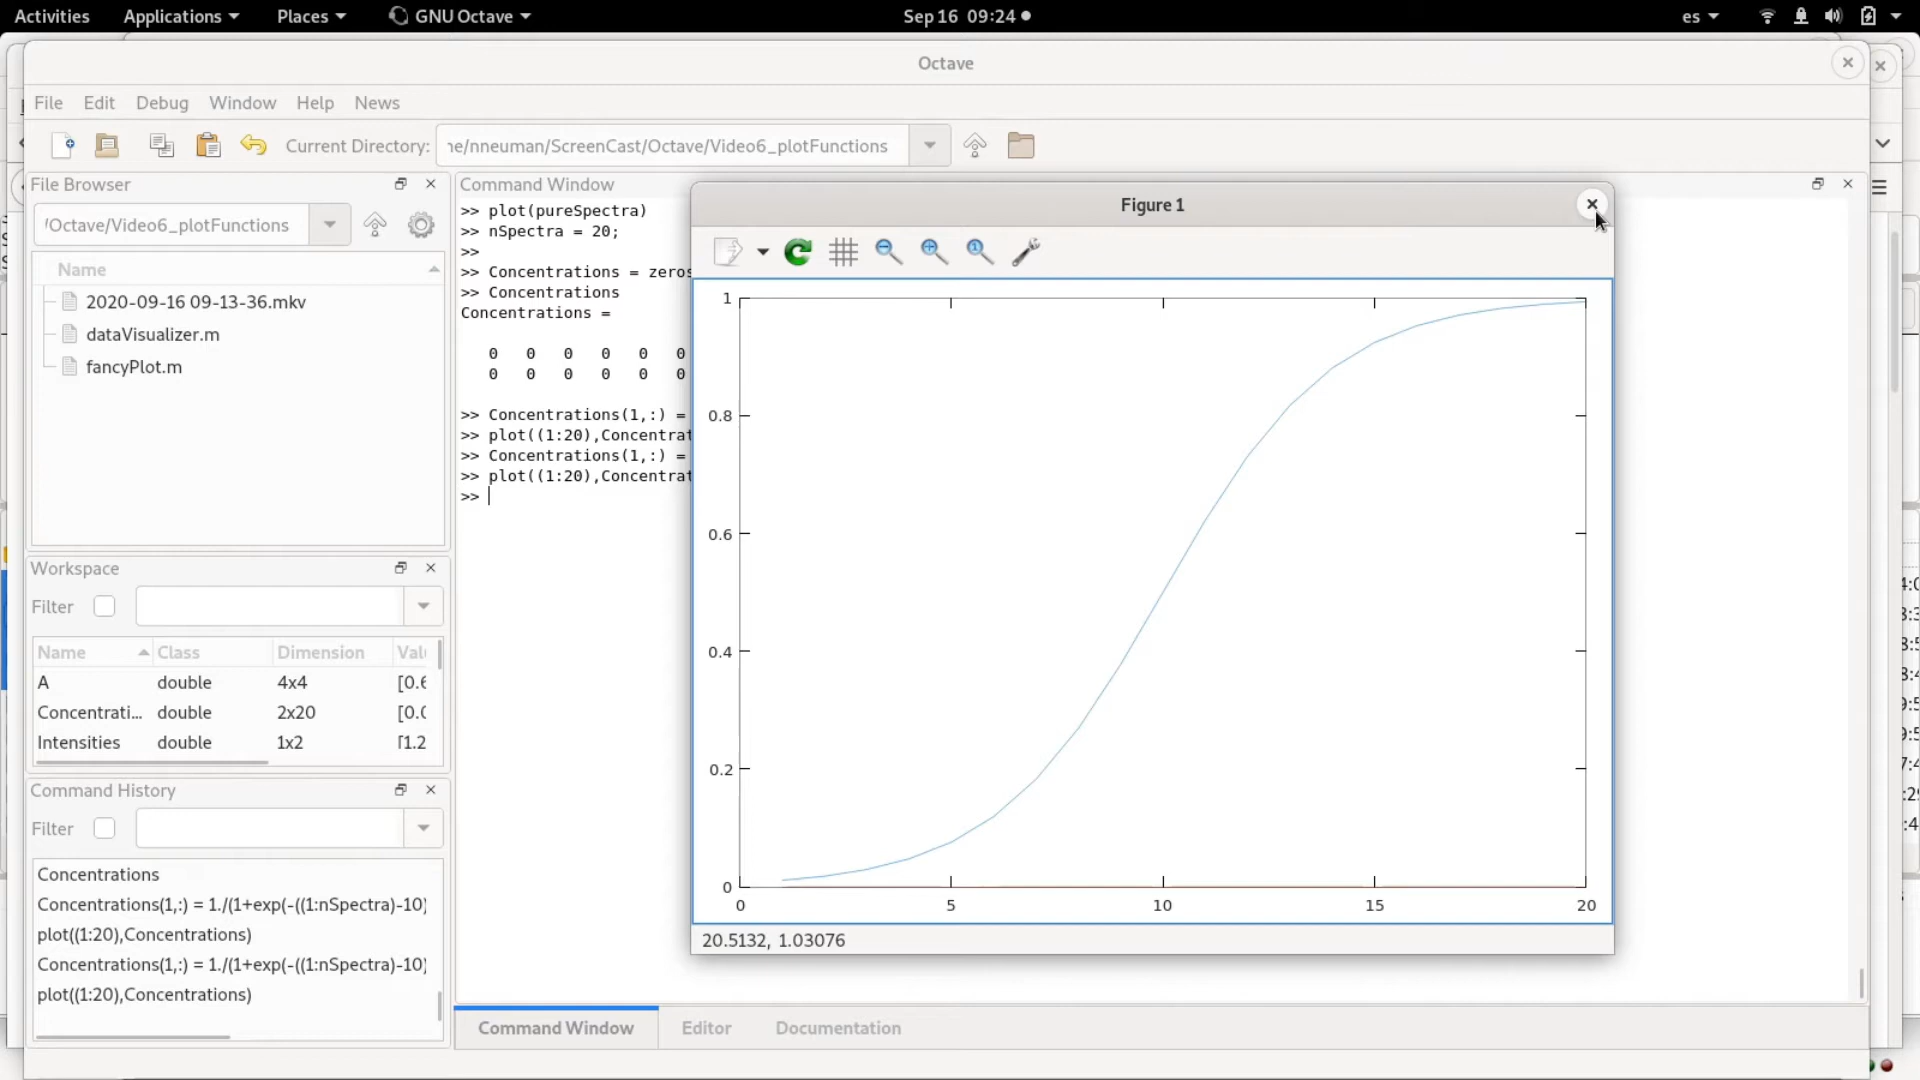 Activities Applications Places GNU Octave Sep 16 09:24 es
Octave
File Edit Debug Window Help News
Current Directory: ne/nneuman/ScreenCast/Octave/Video6_plotFunctions
File Browser
/Octave/Video6_plotFunctions
Name
2020-09-16 09-13-36.mkv
dataVisualizer.m
fancyPlot.m
Workspace
Filter
Name Class Dimension Val
A double 4x4 [0.6
Concentrati... double 2x20 [0.0
Intensities double 1x2 [1.2
Command History
Filter
Concentrations
Concentrations(1,:) = 1./(1+exp(-((1:nSpectra)-10)
plot((1:20),Concentrations)
Concentrations(1,:) = 1./(1+exp(-((1:nSpectra)-10)
plot((1:20),Concentrations)
Command Window
>> plot(pureSpectra)
>> nSpectra = 20;
>>
>> Concentrations = zeros
>> Concentrations
Concentrations =
0 0 0 0 0 0
0 0 0 0 0 0
>> Concentrations(1,:) =
>> plot((1:20),Concentrat
>> Concentrations(1,:) =
>> plot((1:20),Concentrat
>>
Figure 1
1
0.8
0.6
0.4
0.2
0
0 5 10 15 20
20.5132, 1.03076
Command Window Editor Documentation